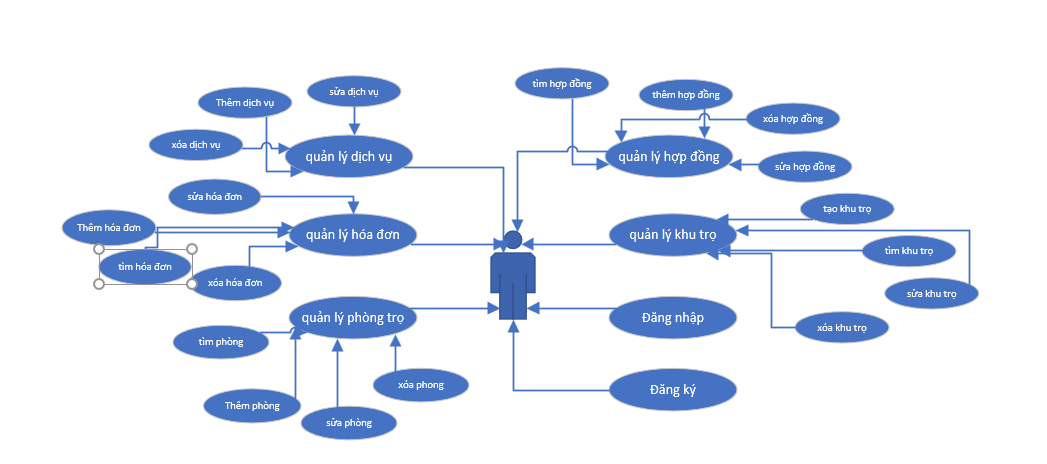 sửa dịch vụ
Thêm dịch vụ
xóa dịch vụ
quản lý dịch vụ
tìm hợp đồng
thêm hợp đồng
xóa hợp đồng
quản lý hợp đồng
sửa hợp đồng
sửa hóa đơn
Thêm hóa đơn
quản lý hóa đơn
tìm hóa đơn
xóa hóa đơn
tạo khu trọ
quản lý khu trọ
tìm khu trọ
sửa khu trọ
xóa khu trọ
quản lý phòng trọ
tìm phòng
Thêm phòng
sửa phòng
xóa phong
Đăng nhập
Đăng ký